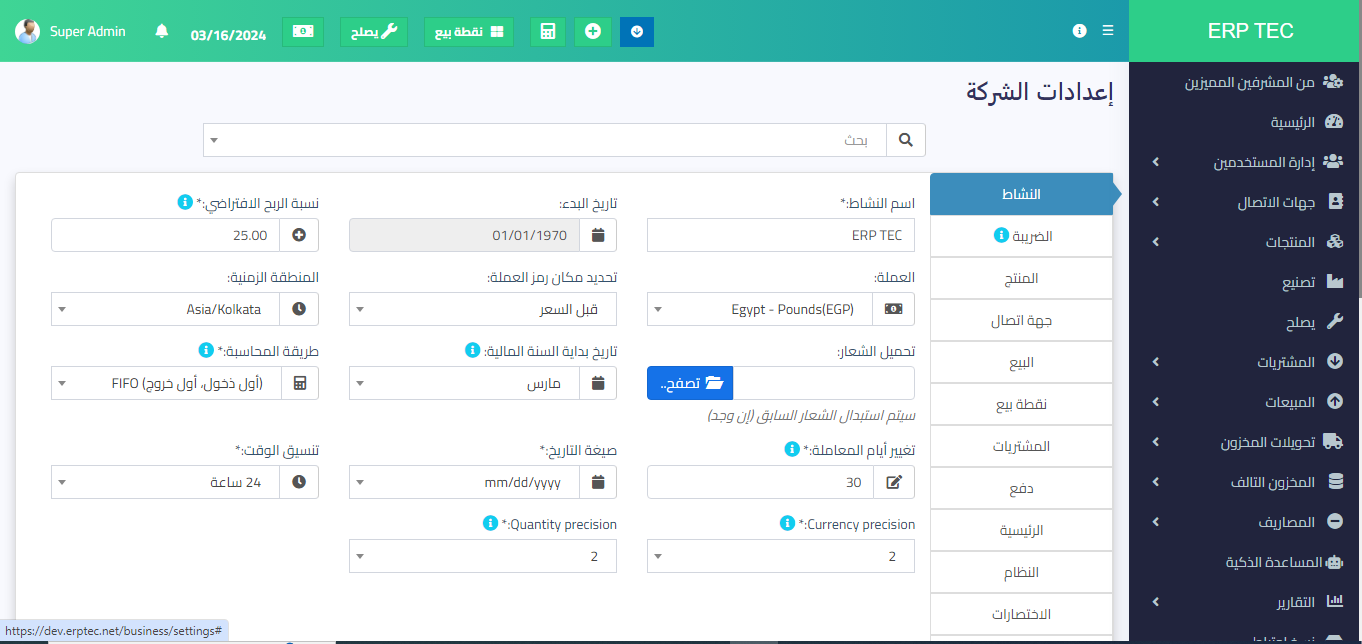 ERP TEC
نقطة بيع
يصلح
03/16/2024
Super Admin
من المشرفين المميزين
الرئيسية
إدارة المستخدمين
جهات الاتصال
المنتجات
تصنيع
يصلح
المشتريات
المبيعات
تحويلات المخزون
المخزون التالف
المصاريف
المساعدة الذكية
التقارير
إعدادات الشركة
بحث
النشاط
الضريبة
المنتج
جهة اتصال
البيع
نقطة بيع
المشتريات
دفع
الرئيسية
النظام
الاختصارات
اسم النشاط:*
تاريخ البدء:
نسبة الربح الافتراضي:*
ERP TEC
01/01/1970
25.00
العملة:
تحديد مكان رمز العملة:
المنطقة الزمنية:
Egypt - Pounds(EGP)
قبل السعر
Asia/Kolkata
تحميل الشعار:
تاريخ بداية السنة المالية:
طريقة المحاسبة:*
تصفح..
مارس
FIFO (أول دخول، أول خروج)
سيتم استبدال الشعار السابق (إن وجد)
تغيير أيام المعاملة:*
صيغة التاريخ:*
تنسيق الوقت:*
30
mm/dd/yyyy
24 ساعة
Currency precision:*
Quantity precision:*
2
2
https://dev.erptec.net/business/settings#